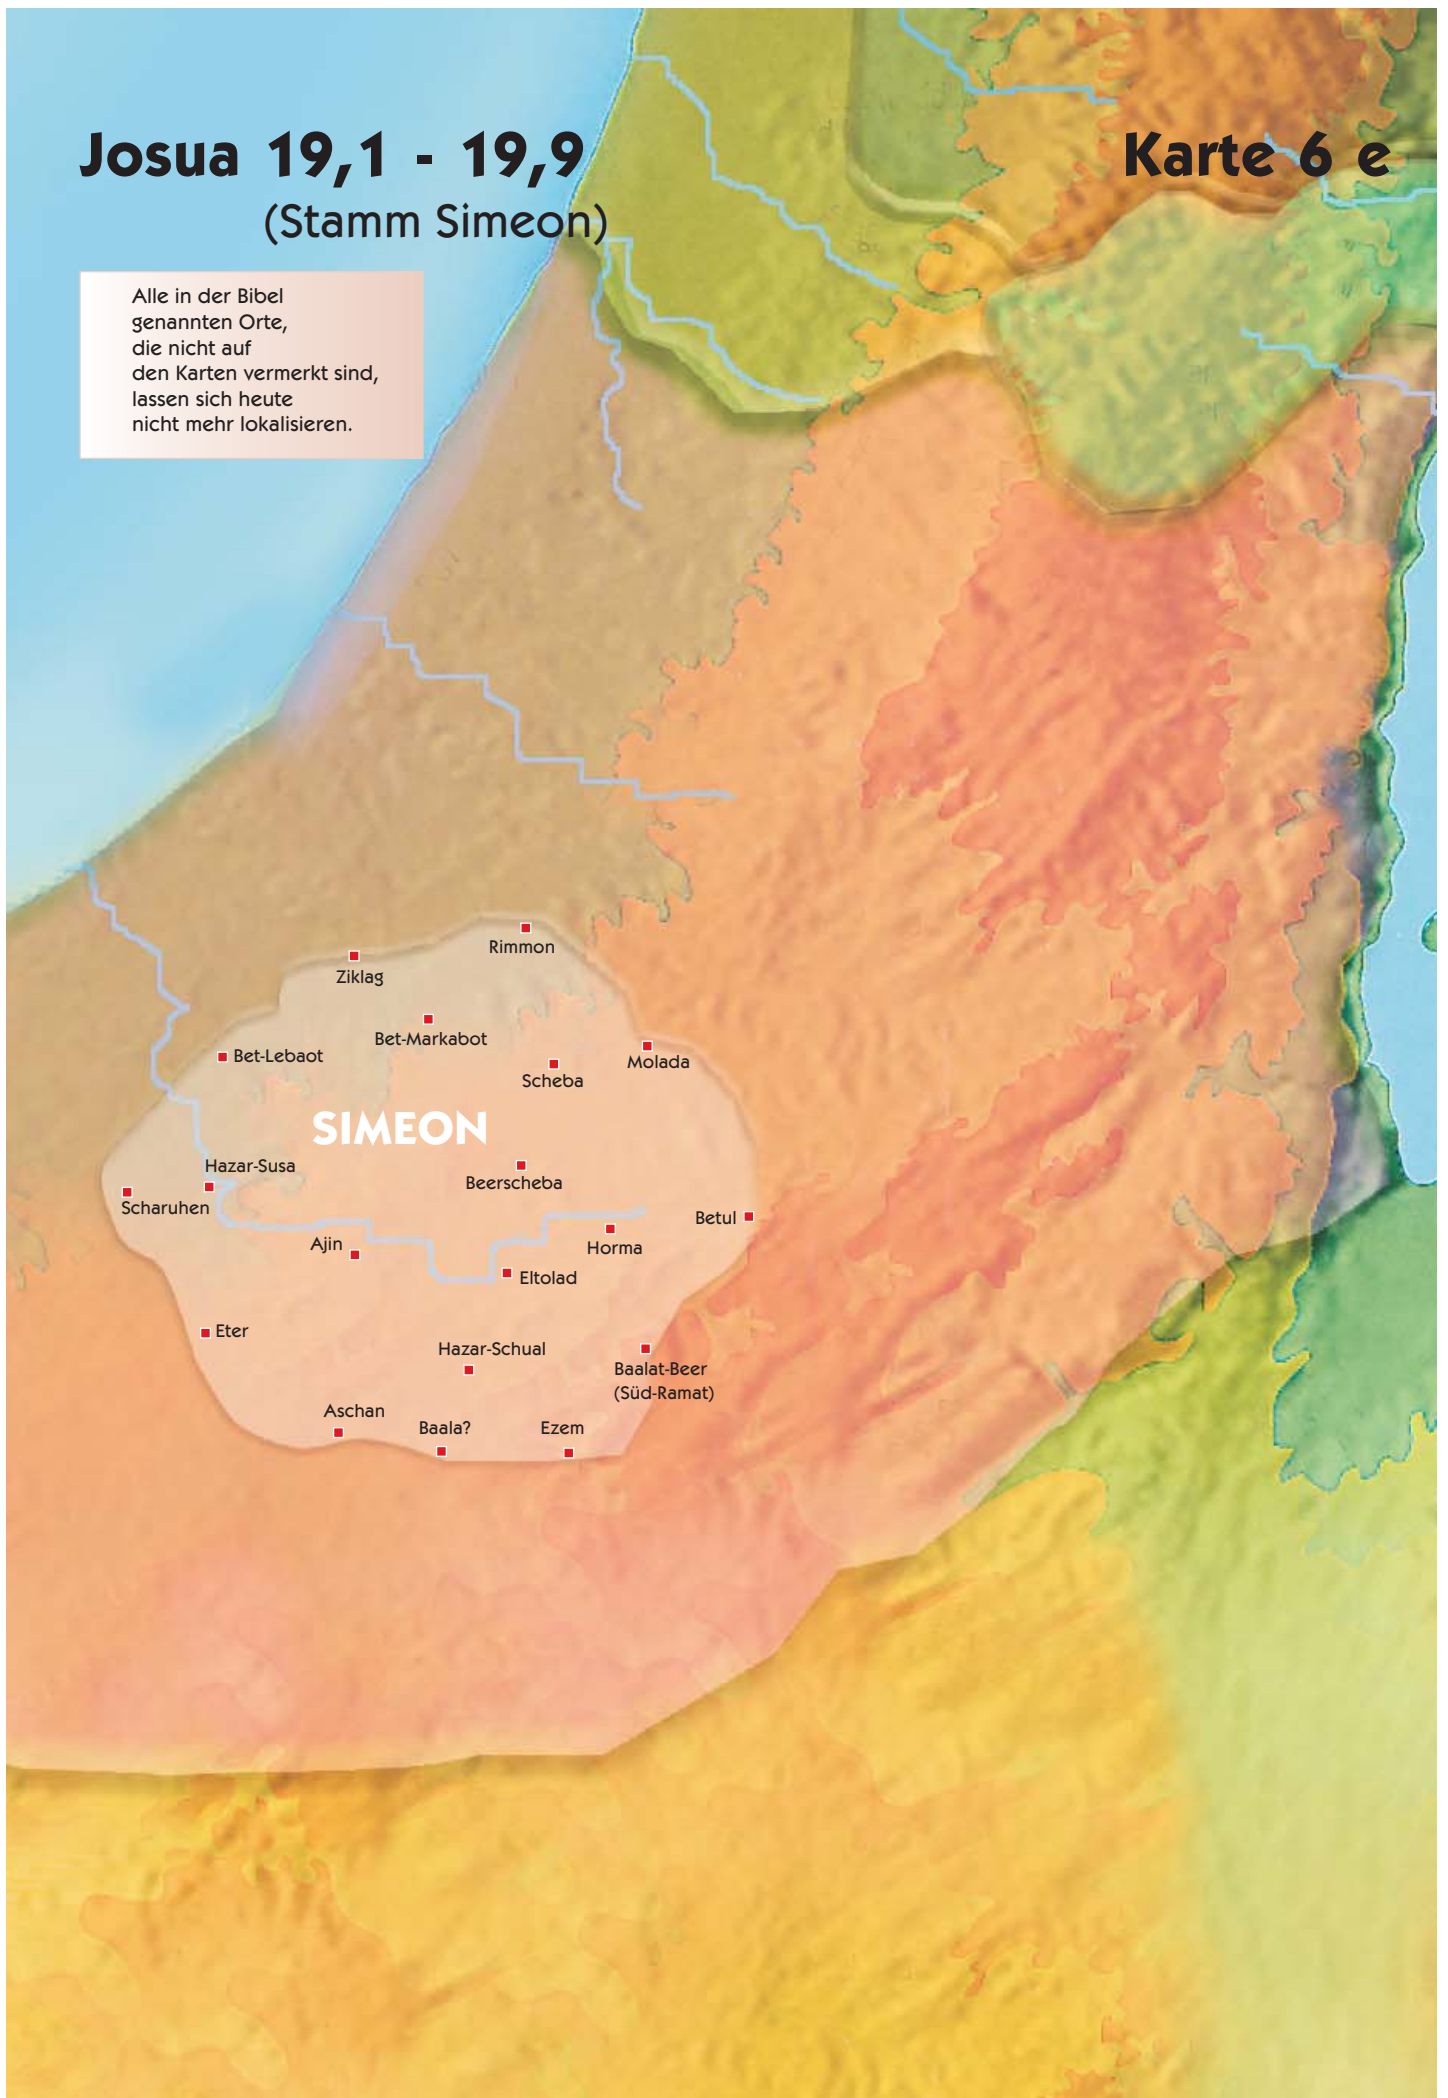 Josua 19,1 - 19,9
Karte 6 e
(Stamm Simeon)
Alle in der Bibel
genannten Orte,
die nicht auf
den Karten vermerkt sind,
lassen sich heute
nicht mehr lokalisieren.
Rimmon
Ziklag
Bet-Markabot
Bet-Lebaot
Molada
Scheba
SIMEON
Hazar-Susa
Beerscheba
Scharuhen
Betul
Ajin
Horma
Eltolad
Eter
Hazar-Schual
Baalat-Beer
(Süd-Ramat)
Aschan
Baala?
Ezem